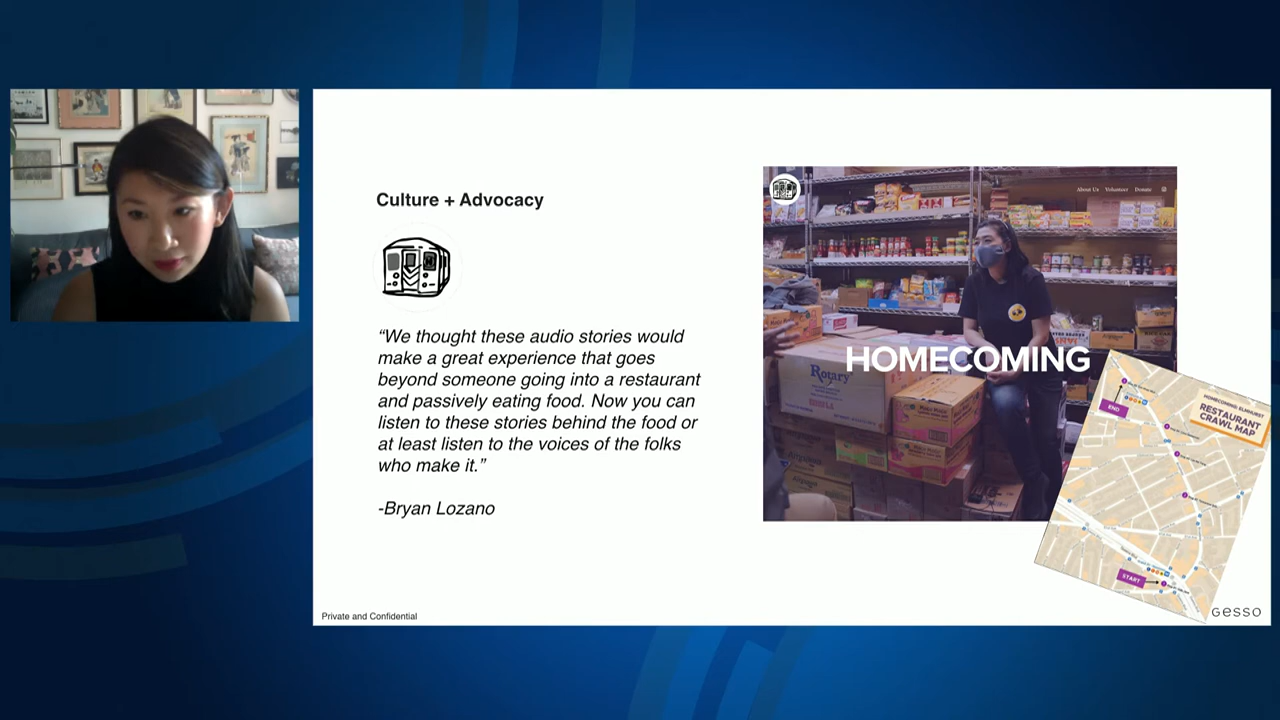 Culture + Advocacy
“We thought these audio stories would
make a great experience that goes
beyond someone going into a restaurant
and passively eating food. Now you can
listen to these stories behind the food or
at least listen to the voices of the folks
who make it.”
-Bryan Lozano
About Us Volunteer Donate
Rotary
HOMECOMING
HOMECOMING: ELMHURST
RESTAURANT
CRAWL MAP
END
START
Private and Confidential
Gesso